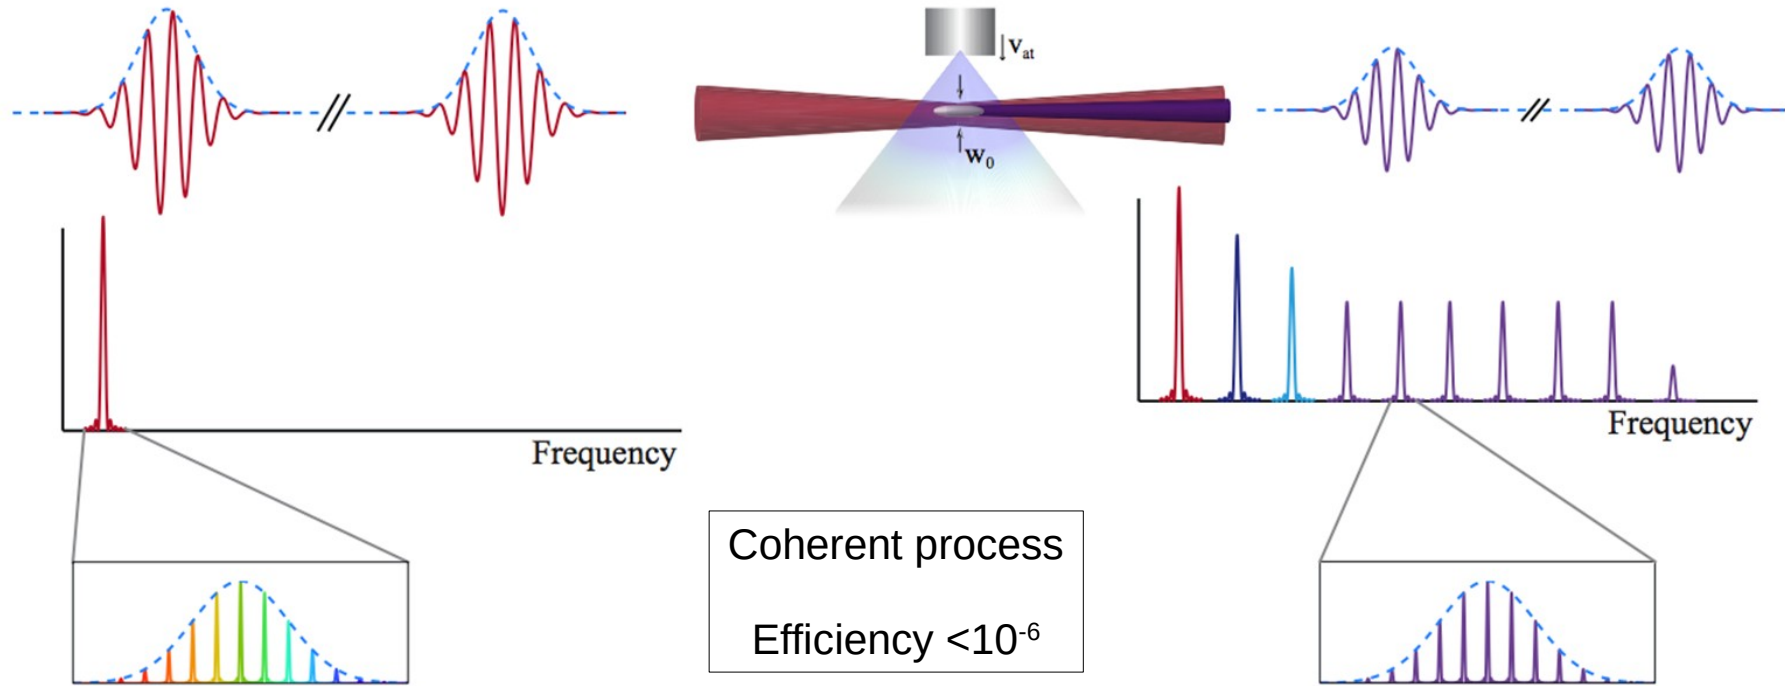 v_at
w_0
Frequency
Frequency
Coherent process
Efficiency <10^-6